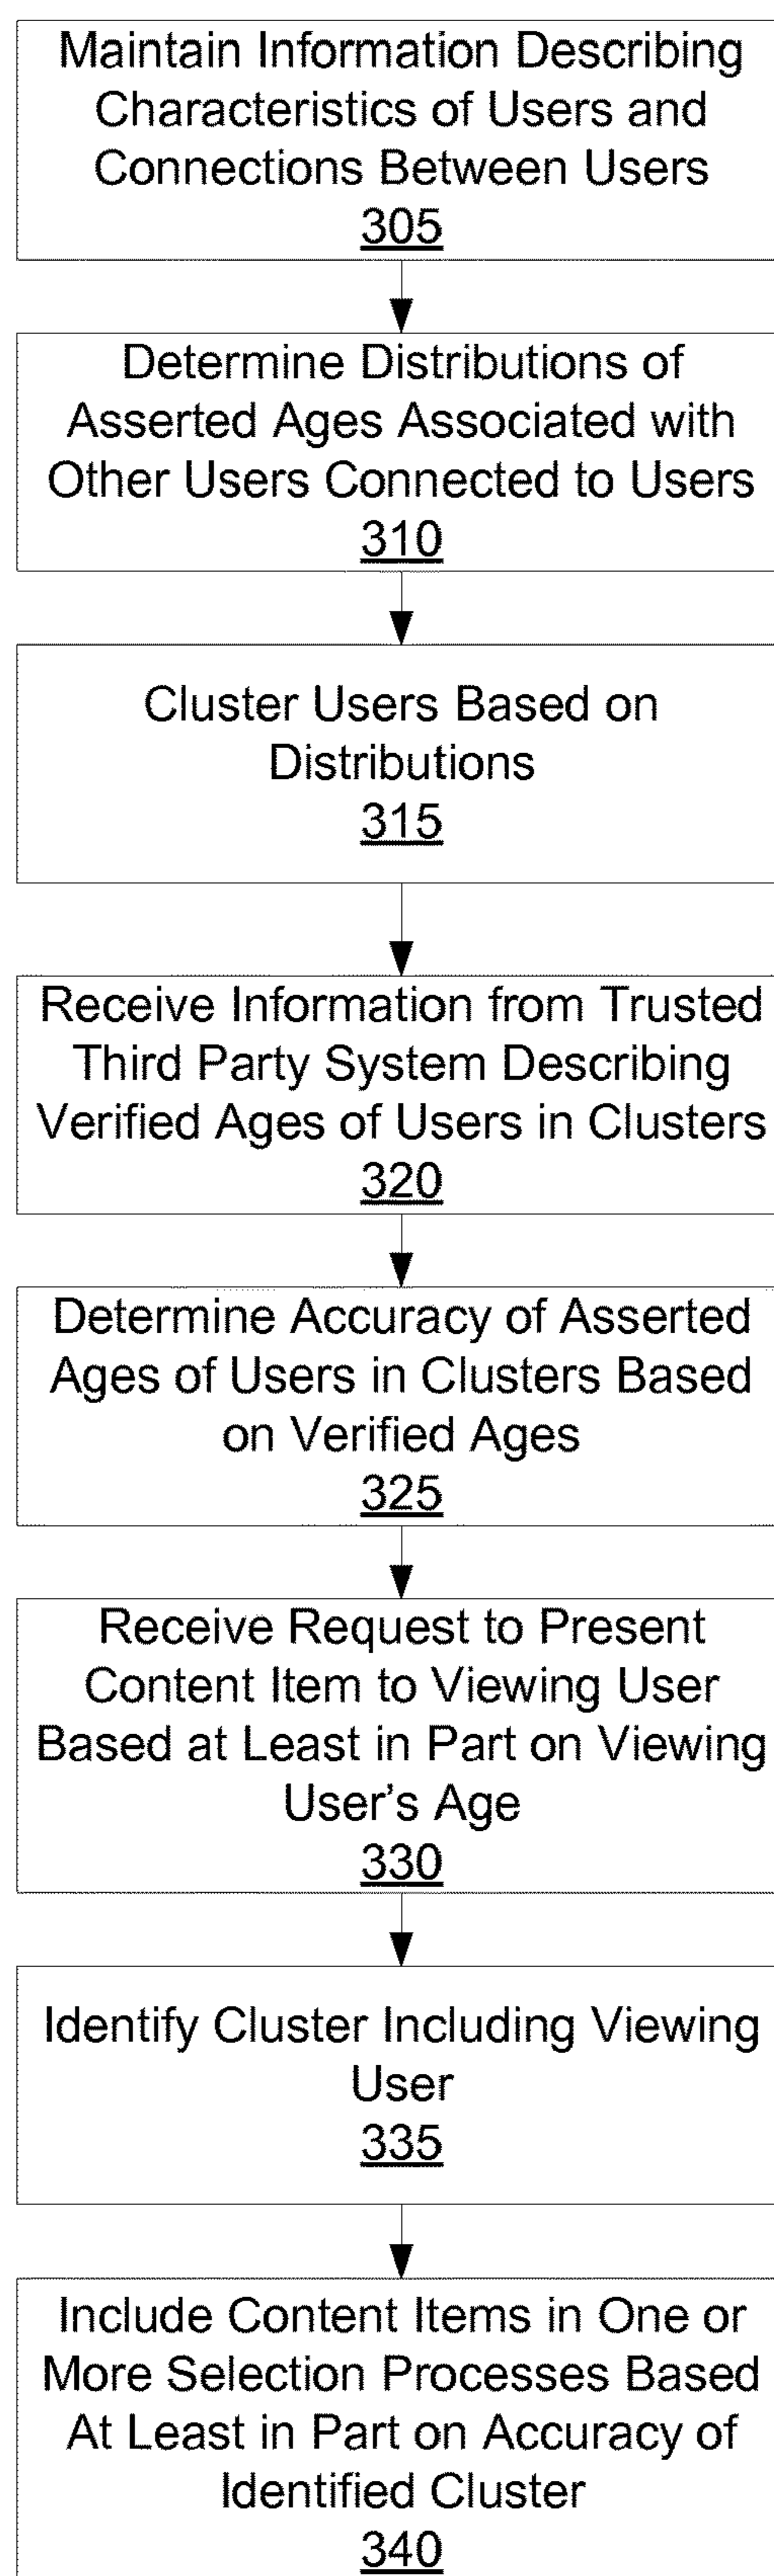 Maintain Information Describing
Characteristics of Users and
Connections Between Users
305
Determine Distributions of
Asserted Ages Associated with
Other Users Connected to Users
310
Cluster Users Based on
Distributions
315
Receive Information from Trusted
Third Party System Describing
Verified Ages of Users in Clusters
320
Determine Accuracy of Asserted
Ages of Users in Clusters Based
on Verified Ages
325
Receive Request to Present
Content Item to Viewing User
Based at Least in Part on Viewing
User's Age
330
Identify Cluster Including Viewing
User
335
Include Content Items in One or
More Selection Processes Based
At Least in Part on Accuracy of
Identified Cluster
340